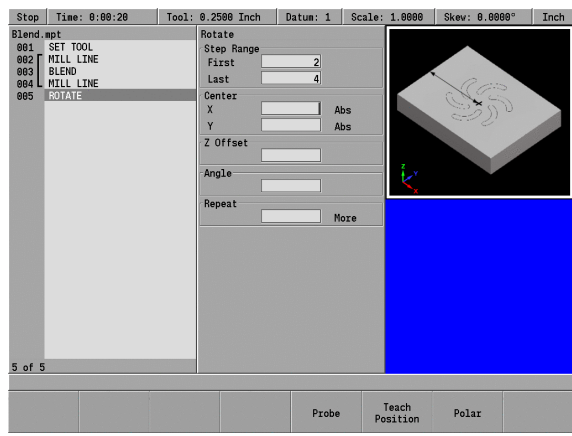 Stop Time: 0:00:20 Tool: 0.2500 Inch Datum: 1 Scale: 1.0000 Skew: 0.0000° Inch
Blend.mpt
001 SET TOOL
002 MILL LINE
003 BLEND
004 MILL LINE
005 ROTATE
5 of 5
Rotate
Step Range
First 2
Last 4
Center
X Abs
Y Abs
Z Offset
Angle
Repeat
More
Z
Y
X
Probe
Teach Position
Polar